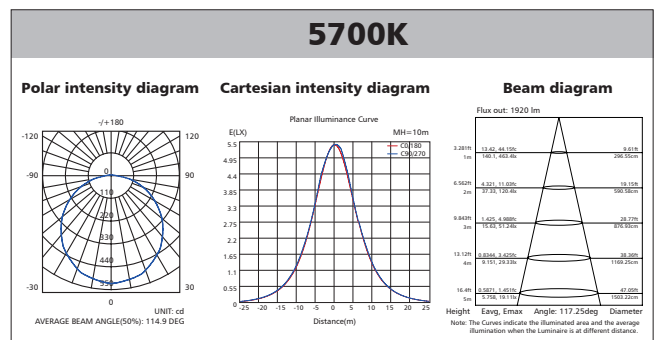 5700K
Polar intensity diagram
Cartesian intensity diagram
Beam diagram
-/+180
-120
120
-90
90
-30
30
0
110
220
330
440
550
0
UNIT: cd
AVERAGE BEAM ANGLE(50%): 114.9 DEG
Planar Illuminance Curve
E(LX)
MH=10m
C0/180
C90/270
5.5
4.95
4.4
3.85
3.3
2.75
2.2
1.65
1.1
0.55
0
-25 -20 -15 -10 -5 0 5 10 15 20 25
Distance(m)
Flux out: 1920 lm
3.281ft 13.42, 44.15fc 9.61ft
1m 140.1, 463.4lx 296.55cm
6.562ft 4.321, 11.03fc 19.15ft
2m 37.33, 120.4lx 590.58cm
9.843ft 1.425, 4.988fc 28.77ft
3m 15.63, 51.24lx 876.93cm
13.12ft 0.8344, 3.425fc 38.36ft
4m 9.151, 29.33lx 1169.25cm
16.4ft 0.5871, 1.451fc 47.05ft
5m 5.758, 19.11lx 1503.22cm
Height Eavg, Emax Angle: 117.25deg Diameter
Note: The Curves indicate the illuminated area and the average
illumination when the Luminaire is at different distance.